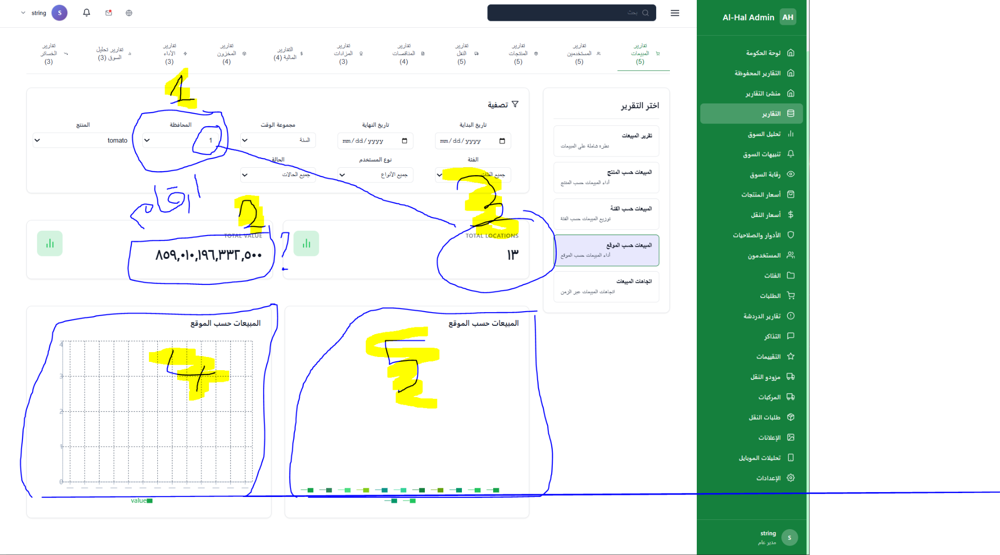 Al-Hal Admin
AH
لوحة الحكومة
التقارير المحفوظة
منشئ التقارير
التقارير
تحليل السوق
تنبيهات السوق
رقابة السوق
أسعار المنتجات
أسعار النقل
الأدوار والصلاحيات
المستخدمون
الفئات
الطلبات
تقارير الدردشة
التذاكر
التقييمات
مزودو النقل
المركبات
طلبات النقل
الإعلانات
تحليلات الموبايل
الإعدادات
S
string
مدير عام
بحث
S
string
تقارير المبيعات (5)
تقارير المستخدمين (5)
تقارير المنتجات (5)
تقارير النقل (5)
تقارير المناقصات (4)
تقارير المزادات (3)
التقارير المالية (4)
تقارير المخزون (4)
تقارير الأداء (3)
تقارير تحليل السوق (3)
تقارير الخسائر (3)
اختر التقرير
تقرير المبيعات
نظرة شاملة على المبيعات
المبيعات حسب المنتج
أداء المبيعات حسب المنتج
المبيعات حسب الفئة
توزيع المبيعات حسب الفئة
المبيعات حسب الموقع
أداء المبيعات حسب الموقع
اتجاهات المبيعات
اتجاهات المبيعات عبر الزمن
تصفية
تاريخ البداية
mm/dd/yyyy
تاريخ النهاية
mm/dd/yyyy
مجموعة الوقت
السنة
المحافظة
1
المنتج
tomato
الفئة
جميع الفئات
نوع المستخدم
جميع الأنواع
الحالة
جميع الحالات
1
2
TOTAL LOCATIONS
١٣
TOTAL VALUE
٨٥٩,٠١٠,١٩٦,٣٣٢,٥٠٠
?
المبيعات حسب الموقع
5
المبيعات حسب الموقع
4
4
3
2
1
0
value